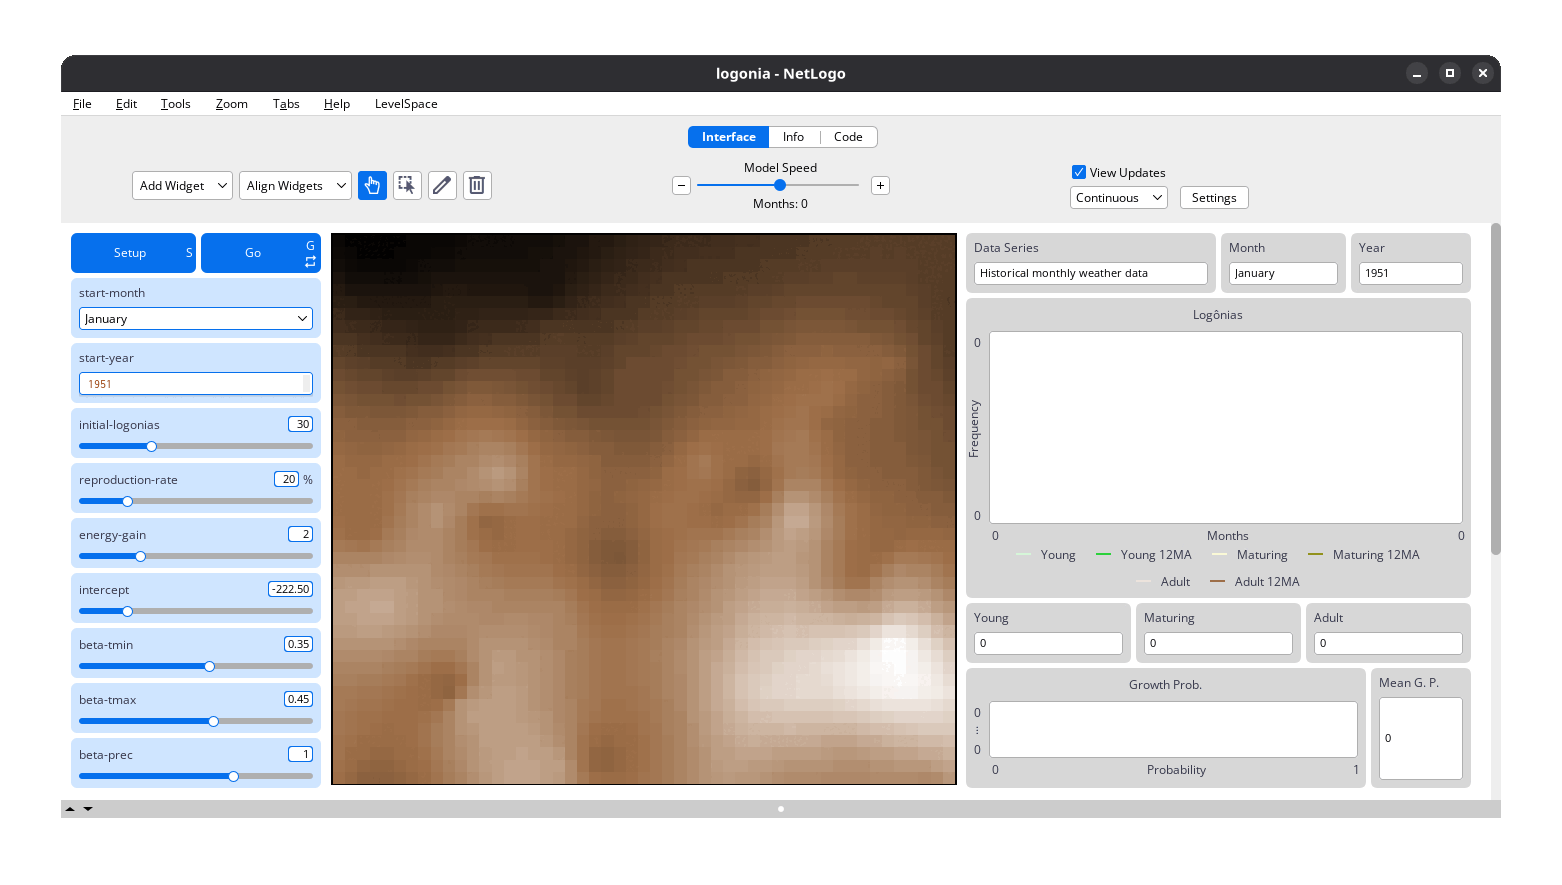 logonia - NetLogo
File Edit Tools Zoom Tabs Help LevelSpace
Interface Info Code
Add Widget Align Widgets
Model Speed
Months: 0
View Updates
Continuous Settings
Setup S
Go G
start-month
January
start-year
1951
initial-logonias 30
reproduction-rate 20 %
energy-gain 2
intercept -222.50
beta-tmin 0.35
beta-tmax 0.45
beta-prec 1
Data Series
Historical monthly weather data
Month
January
Year
1951
Logônias
0
Frequency
0
0 Months 0
Young Young 12MA Maturing Maturing 12MA
Adult Adult 12MA
Young
0
Maturing
0
Adult
0
Growth Prob.
0
0
0 Probability 1
Mean G. P.
0